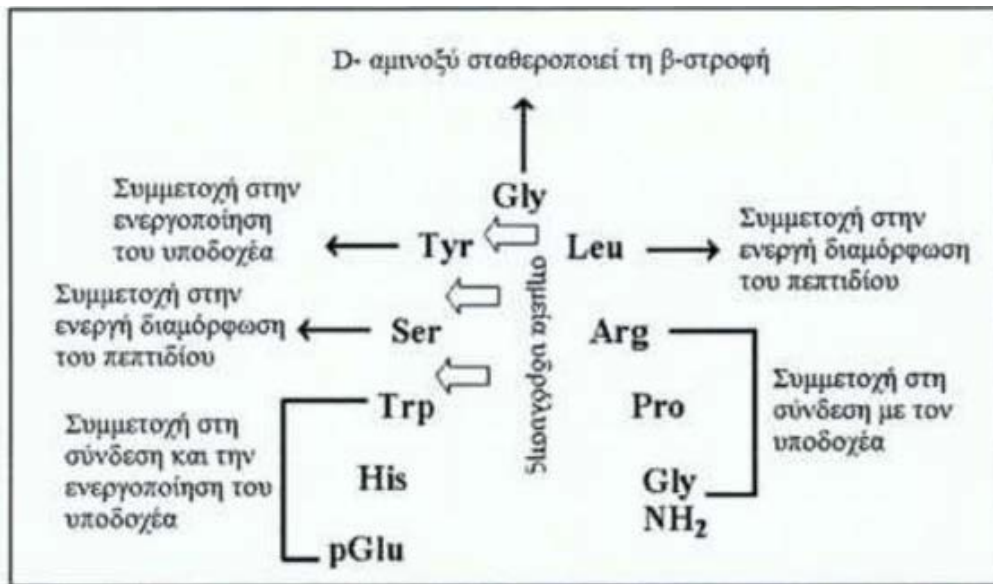 D- αμινοξύ σταθεροποιεί τη β-στροφή
Συμμετοχή στην
ενεργοποίηση
του υποδοχέα
Gly
Tyr
Leu
Συμμετοχή στην
ενεργή διαμόρφωση
του πεπτιδίου
Συμμετοχή στην
ενεργή διαμόρφωση
του πεπτιδίου
Ser
σημεία υδρόλυσης
Arg
Trp
Pro
Συμμετοχή στη
σύνδεση με τον
υποδοχέα
Συμμετοχή στη
σύνδεση και την
ενεργοποίηση του
υποδοχέα
His
Gly
NH₂
pGlu